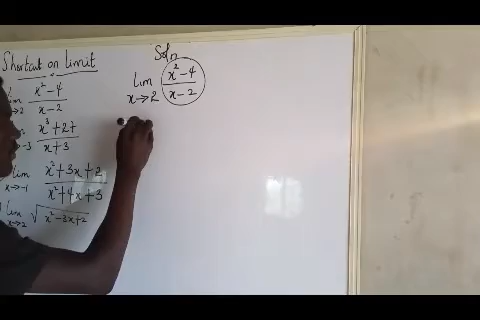 Shortcut on limit
lim x→2 x² - 4 / x - 2
x³ + 27 / x + 3
→ -3
lim x→ -1 x² + 3x + 2 / x² + 4x + 3
lim x→2 √x² - 3x + 2
Soln
lim x→2 x² - 4 / x - 2